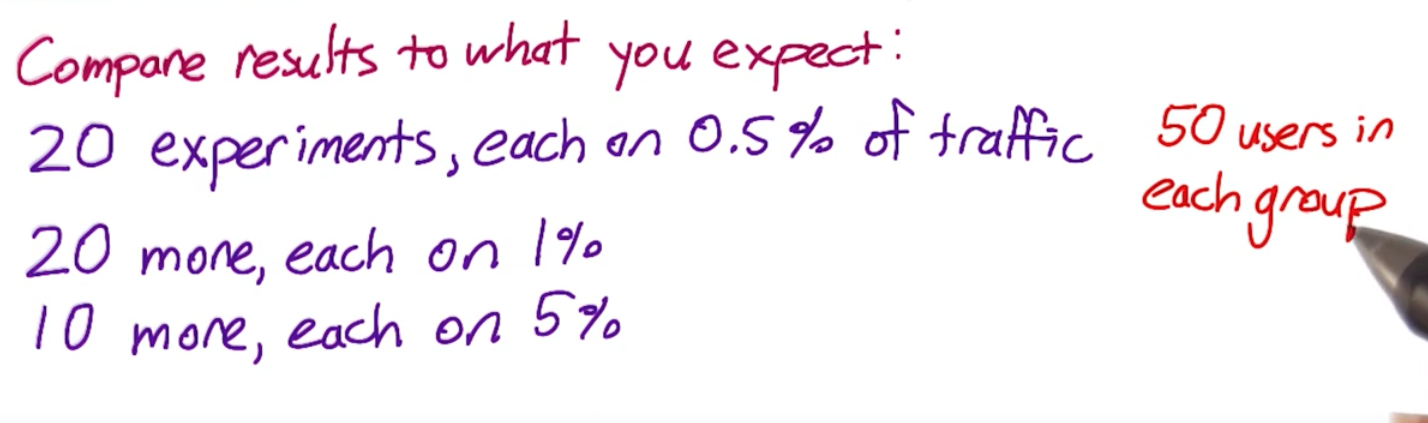 Compare results to what you expect:
20 experiments, each on 0.5% of traffic
50 users in
each group
20 more, each on 1%
10 more, each on 5%